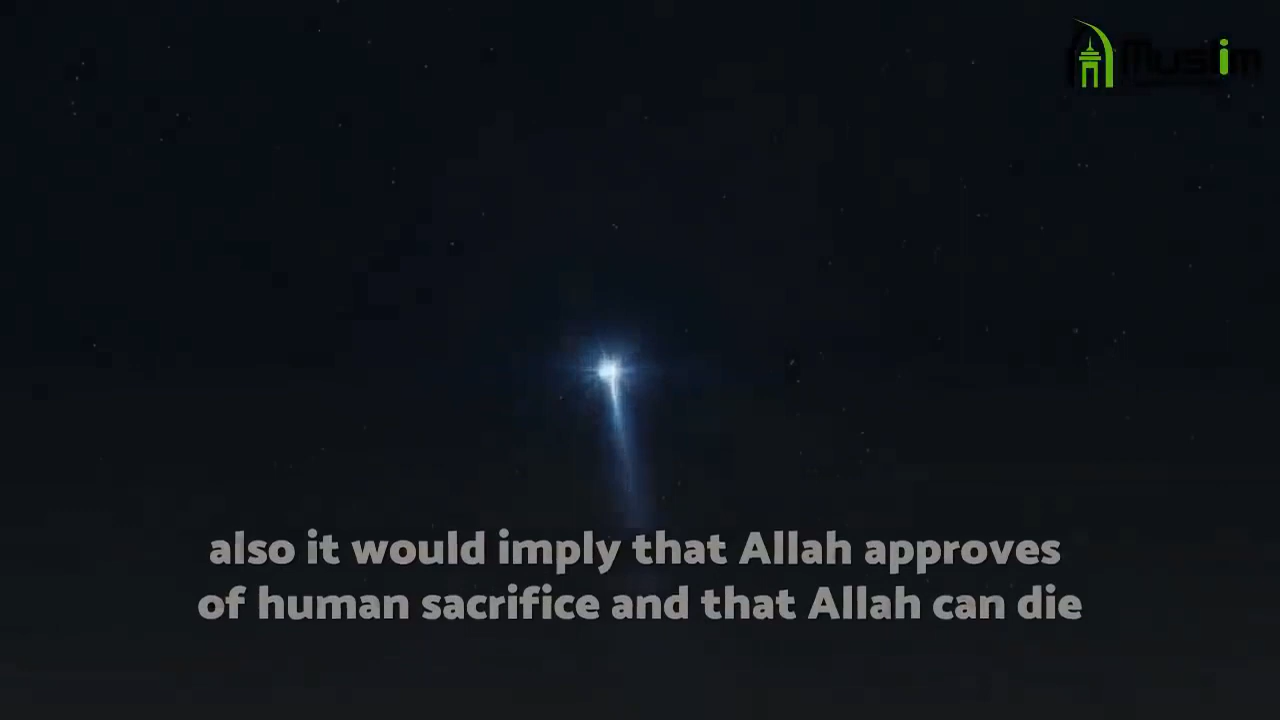 Muslim
also it would imply that Allah approves
of human sacrifice and that Allah can die